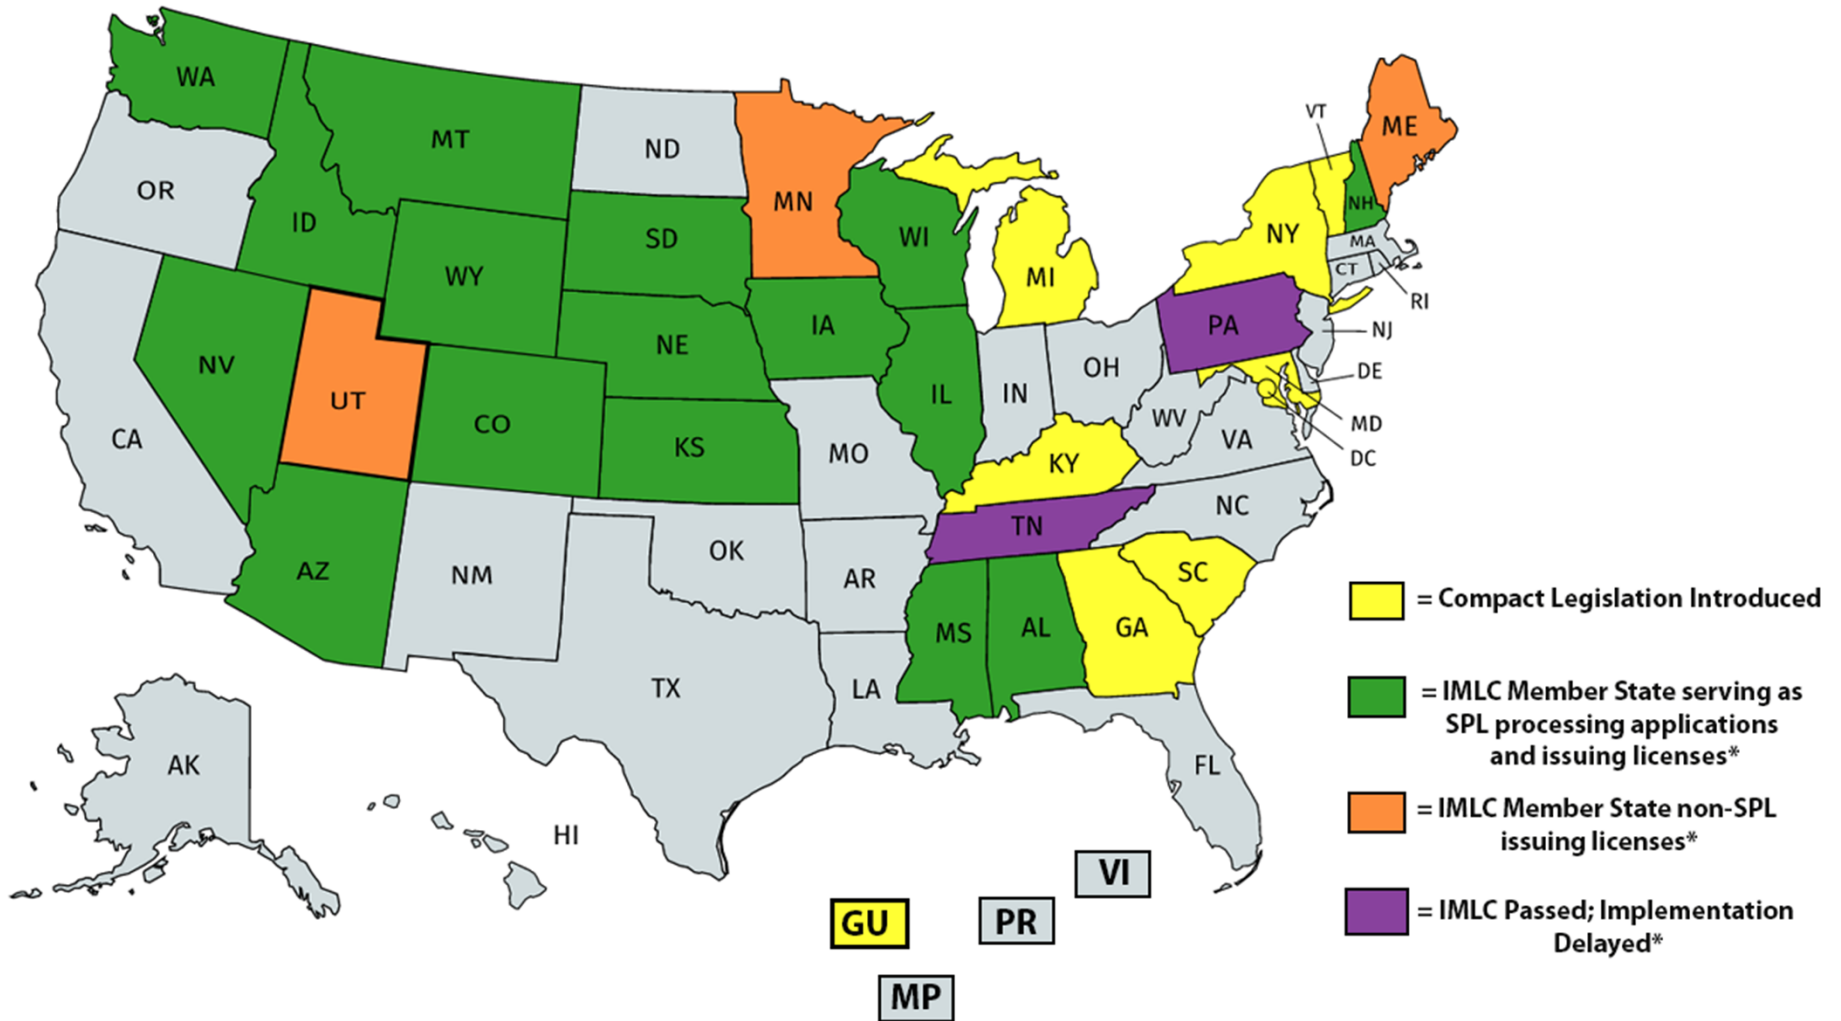 WA
MT
ND
MN
VT
ME
OR
ID
SD
WI
NH
WY
NY
MA
MI
CT
RI
IA
PA
NJ
NV
NE
OH
DE
UT
CO
IL
IN
WV
MD
CA
KS
MO
KY
VA
DC
NC
TN
OK
AZ
NM
AR
SC
MS
AL
GA
TX
LA
AK
FL
HI
VI
GU
PR
MP
= Compact Legislation Introduced
= IMLC Member State serving as
SPL processing applications
and issuing licenses*
= IMLC Member State non-SPL
issuing licenses*
= IMLC Passed; Implementation
Delayed*